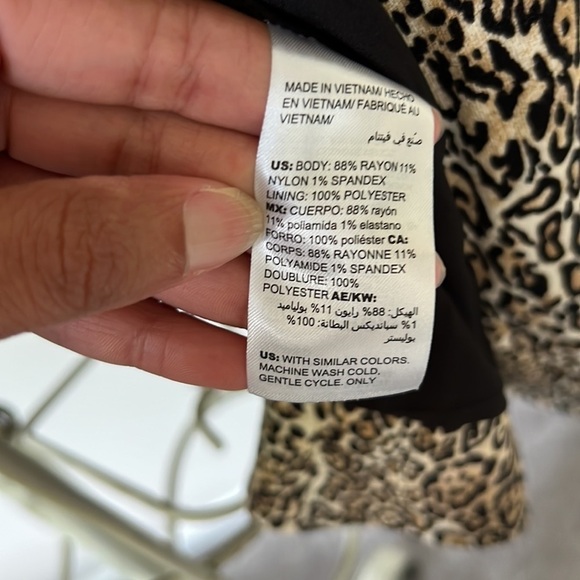 MADE IN VIETNAM/ HECHO
EN VIETNAM/ FABRIQUÉ AU
VIETNAM/
صنع في فيتنام
US: BODY: 88% RAYON 11%
NYLON 1% SPANDEX
LINING: 100% POLYESTER
MX: CUERPO: 88% rayón
11% poliamida 1% elastano
FORRO: 100% poliéster CA:
CORPS: 88% RAYONNE 11%
POLYAMIDE 1% SPANDEX
DOUBLURE: 100%
POLYESTER AE/KW:
الهيكل: 88% رايون 11% بولياميد
1% سباندیکس البطانة: 100%
بوليستر
US: WITH SIMILAR COLORS.
MACHINE WASH COLD,
GENTLE CYCLE. ONLY